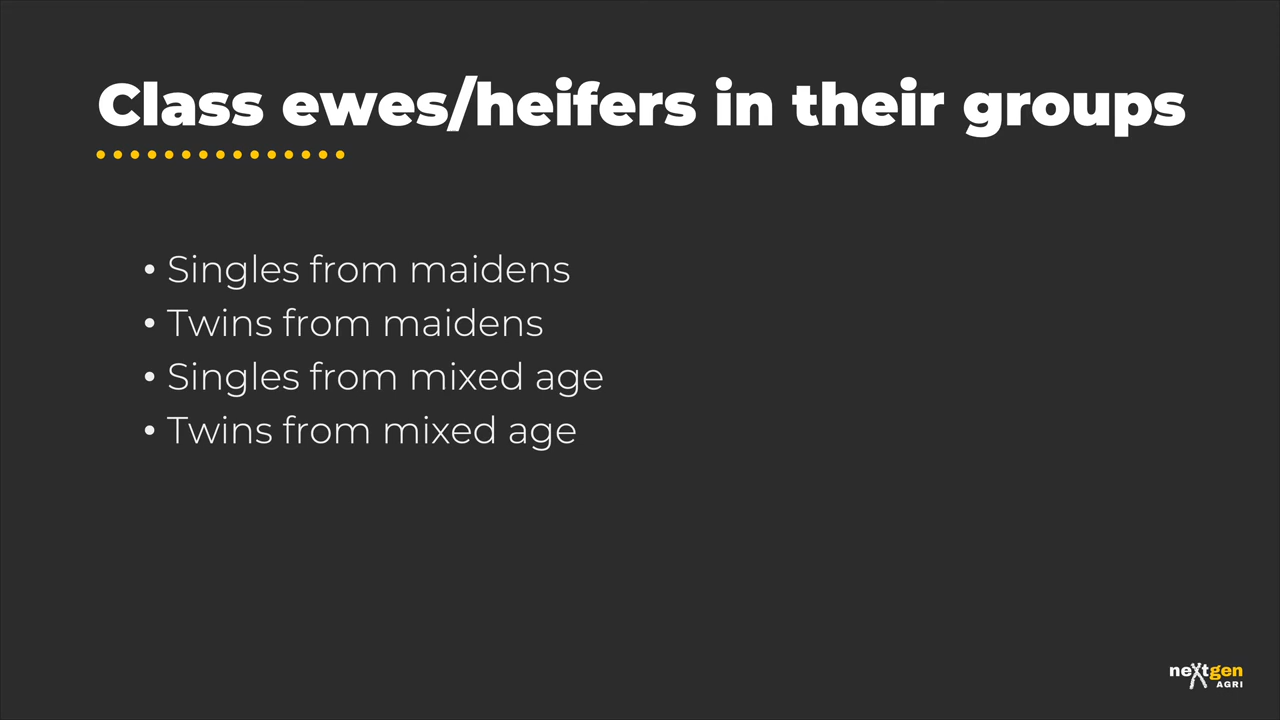 Class ewes/heifers in their groups
• Singles from maidens
• Twins from maidens
• Singles from mixed age
• Twins from mixed age
nextgen
AGRI